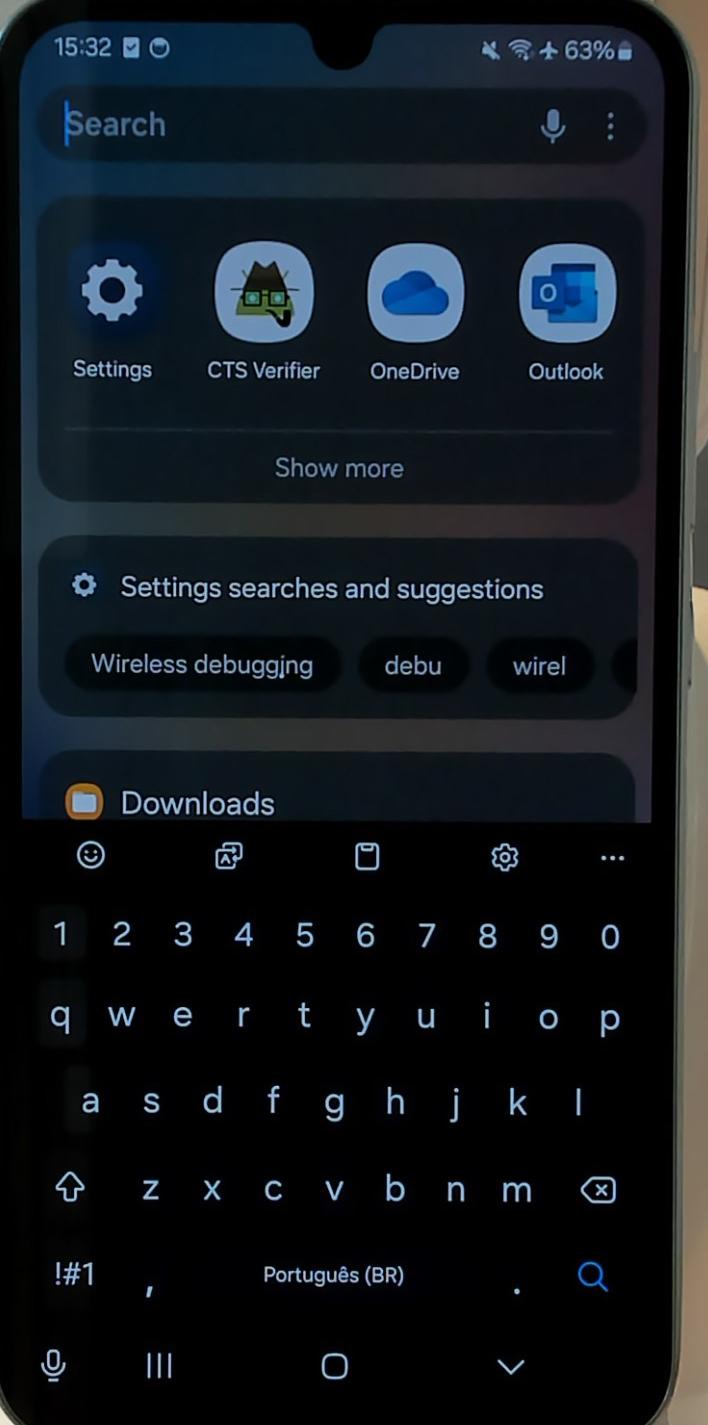 15:32 63%
Search
Settings CTS Verifier OneDrive Outlook
Show more
Settings searches and suggestions
Wireless debugging debu wirel
Downloads
1 2 3 4 5 6 7 8 9 0
q w e r t y u i o p
a s d f g h j k l
z x c v b n m
!#1 , Português (BR) .